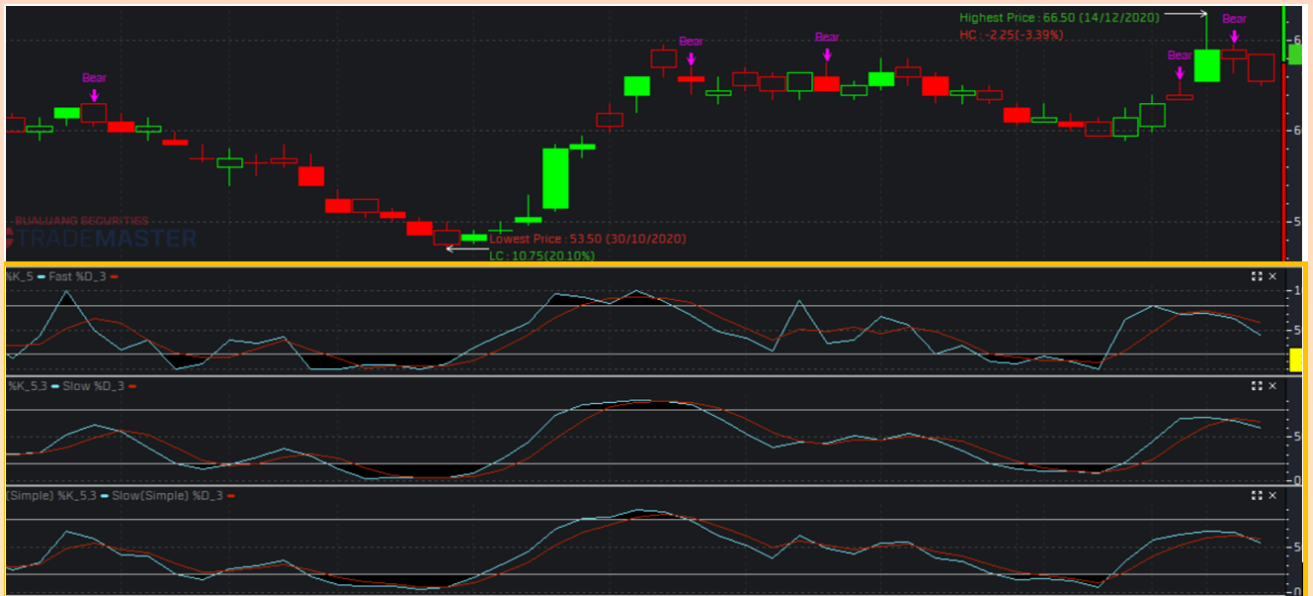 Highest Price : 66.50 (14/12/2020)
HC : -2.25(-3.39%)
Bear
Bear
Bear
Bear
Bear
BUALUANG SECURITIES
TRADEMASTER
Lowest Price : 53.50 (30/10/2020)
LC : 10.75(20.10%)
%K_5 Fast %D_3
%K_5,3 Slow %D_3
(Simple) %K_5,3 Slow(Simple) %D_3